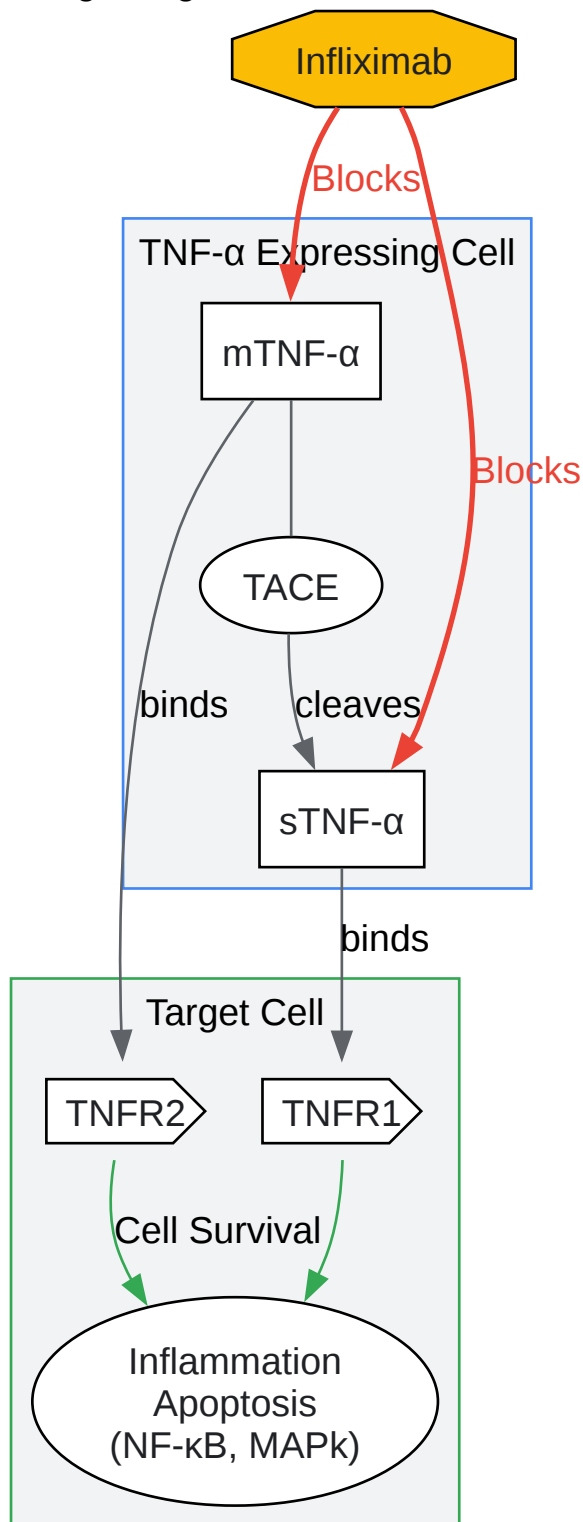 Infliximab
Blocks
TNF-α Expressing Cell
mTNF-α
Blocks
TACE
binds
cleaves
sTNF-α
binds
Target Cell
TNFR2
TNFR1
Cell Survival
Inflammation
Apoptosis
(NF-κB, MAPk)